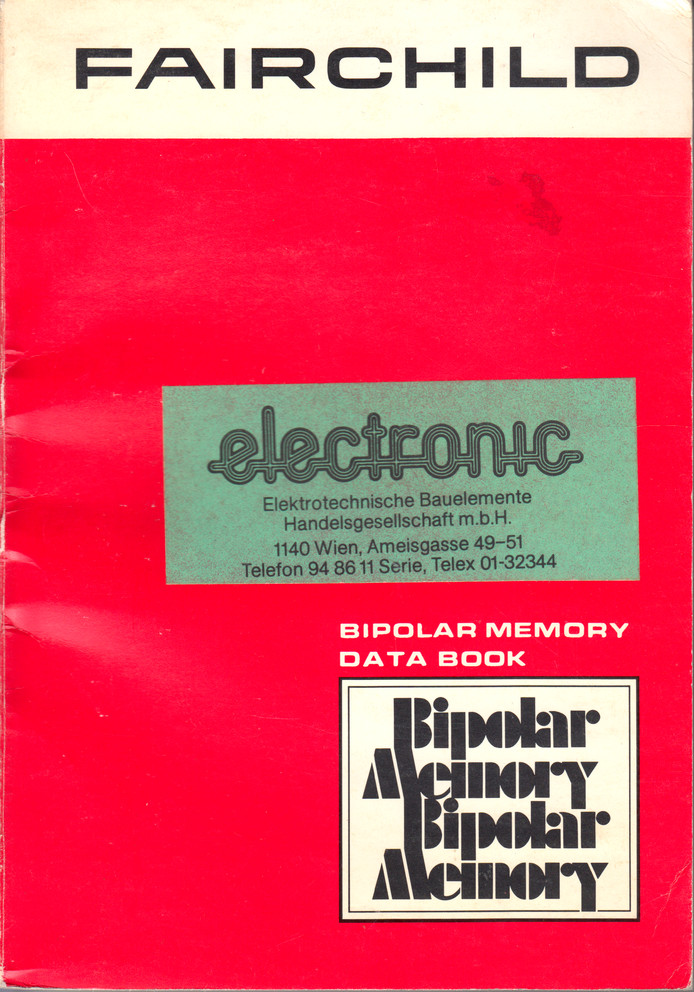 FAIRCHILD
electronic
Elektrotechnische Bauelemente
Handelsgesellschaft m.b.H.
1140 Wien, Ameisgasse 49–51
Telefon 94 86 11 Serie, Telex 01-32344
BIPOLAR MEMORY
DATA BOOK
Bipolar
Memory
Bipolar
Memory